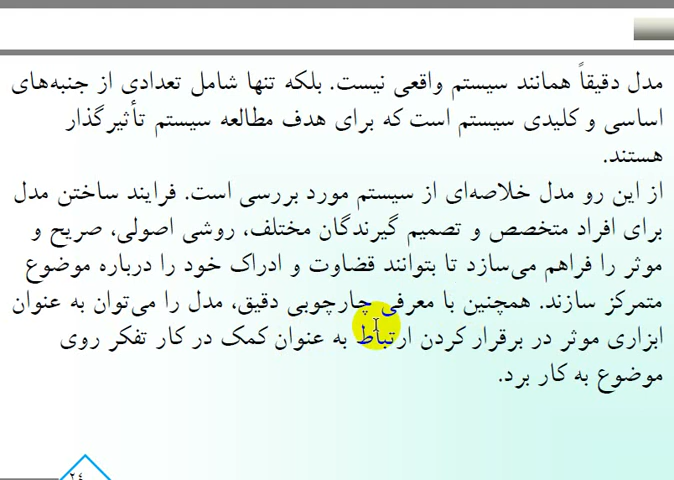 مدل دقیقاً همانند سیستم واقعی نیست. بلکه تنها شامل تعدادی از جنبه‌های
اساسی و کلیدی سیستم است که برای هدف مطالعه سیستم تأثیرگذار
هستند.
از این رو مدل خلاصه‌ای از سیستم مورد بررسی است. فرایند ساختن مدل
برای افراد متخصص و تصمیم گیرندگان مختلف، روشی اصولی، صریح و
موثر را فراهم می‌سازد تا بتوانند قضاوت و ادراک خود را درباره موضوع
متمرکز سازند. همچنین با معرفی چارچوبی دقیق، مدل را می‌توان به عنوان
ابزاری موثر در برقرار کردن ارتباط به عنوان کمک در کار تفکر روی
موضوع به کار برد.
۲٤